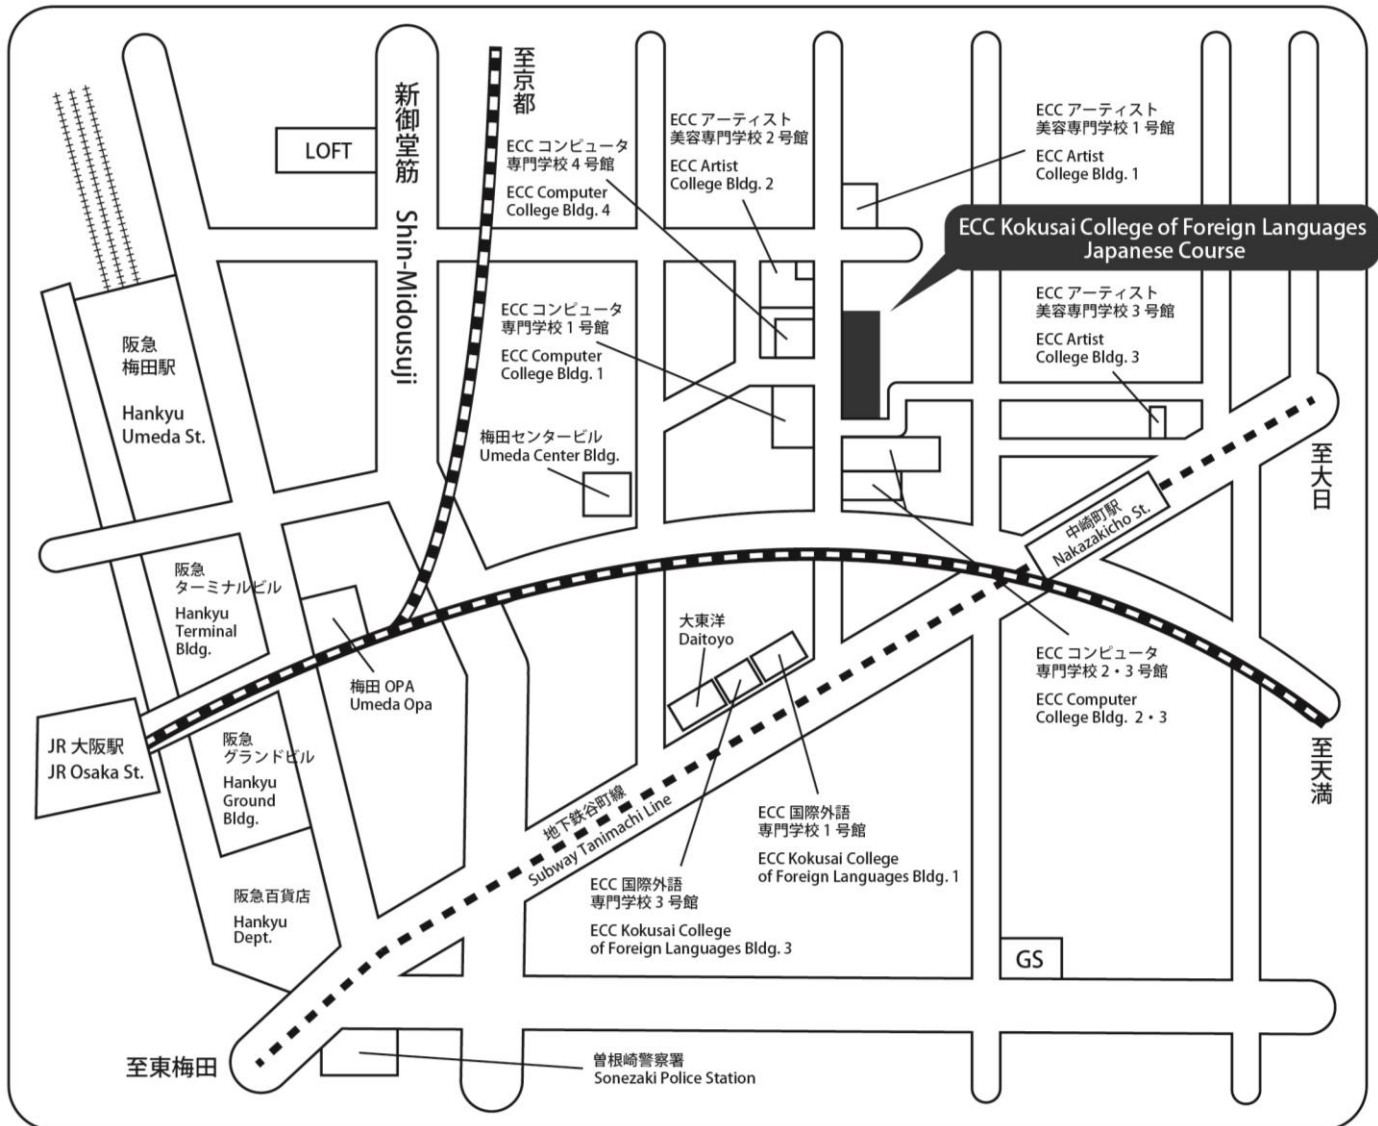 至京都
新御堂筋 Shin-Midousuji
LOFT
ECC コンピュータ
専門学校 4 号館
ECC Computer
College Bldg. 4
ECC アーティスト
美容専門学校 2 号館
ECC Artist
College Bldg. 2
ECC アーティスト
美容専門学校 1 号館
ECC Artist
College Bldg. 1
ECC Kokusai College of Foreign Languages
Japanese Course
阪急
梅田駅
Hankyu
Umeda St.
ECC コンピュータ
専門学校 1 号館
ECC Computer
College Bldg. 1
ECC アーティスト
美容専門学校 3 号館
ECC Artist
College Bldg. 3
梅田センタービル
Umeda Center Bldg.
至大日
中崎町駅
Nakazakicho St.
阪急
ターミナルビル
Hankyu
Terminal
Bldg.
大東洋
Daitoyo
梅田 OPA
Umeda Opa
ECC コンピュータ
専門学校 2・3 号館
ECC Computer
College Bldg. 2・3
JR 大阪駅
JR Osaka St.
阪急
グランドビル
Hankyu
Ground
Bldg.
至天満
地下鉄谷町線
Subway Tanimachi Line
ECC 国際外語
専門学校 1 号館
ECC Kokusai College
of Foreign Languages Bldg. 1
ECC 国際外語
専門学校 3 号館
ECC Kokusai College
of Foreign Languages Bldg. 3
阪急百貨店
Hankyu
Dept.
GS
至東梅田
曽根崎警察署
Sonezaki Police Station